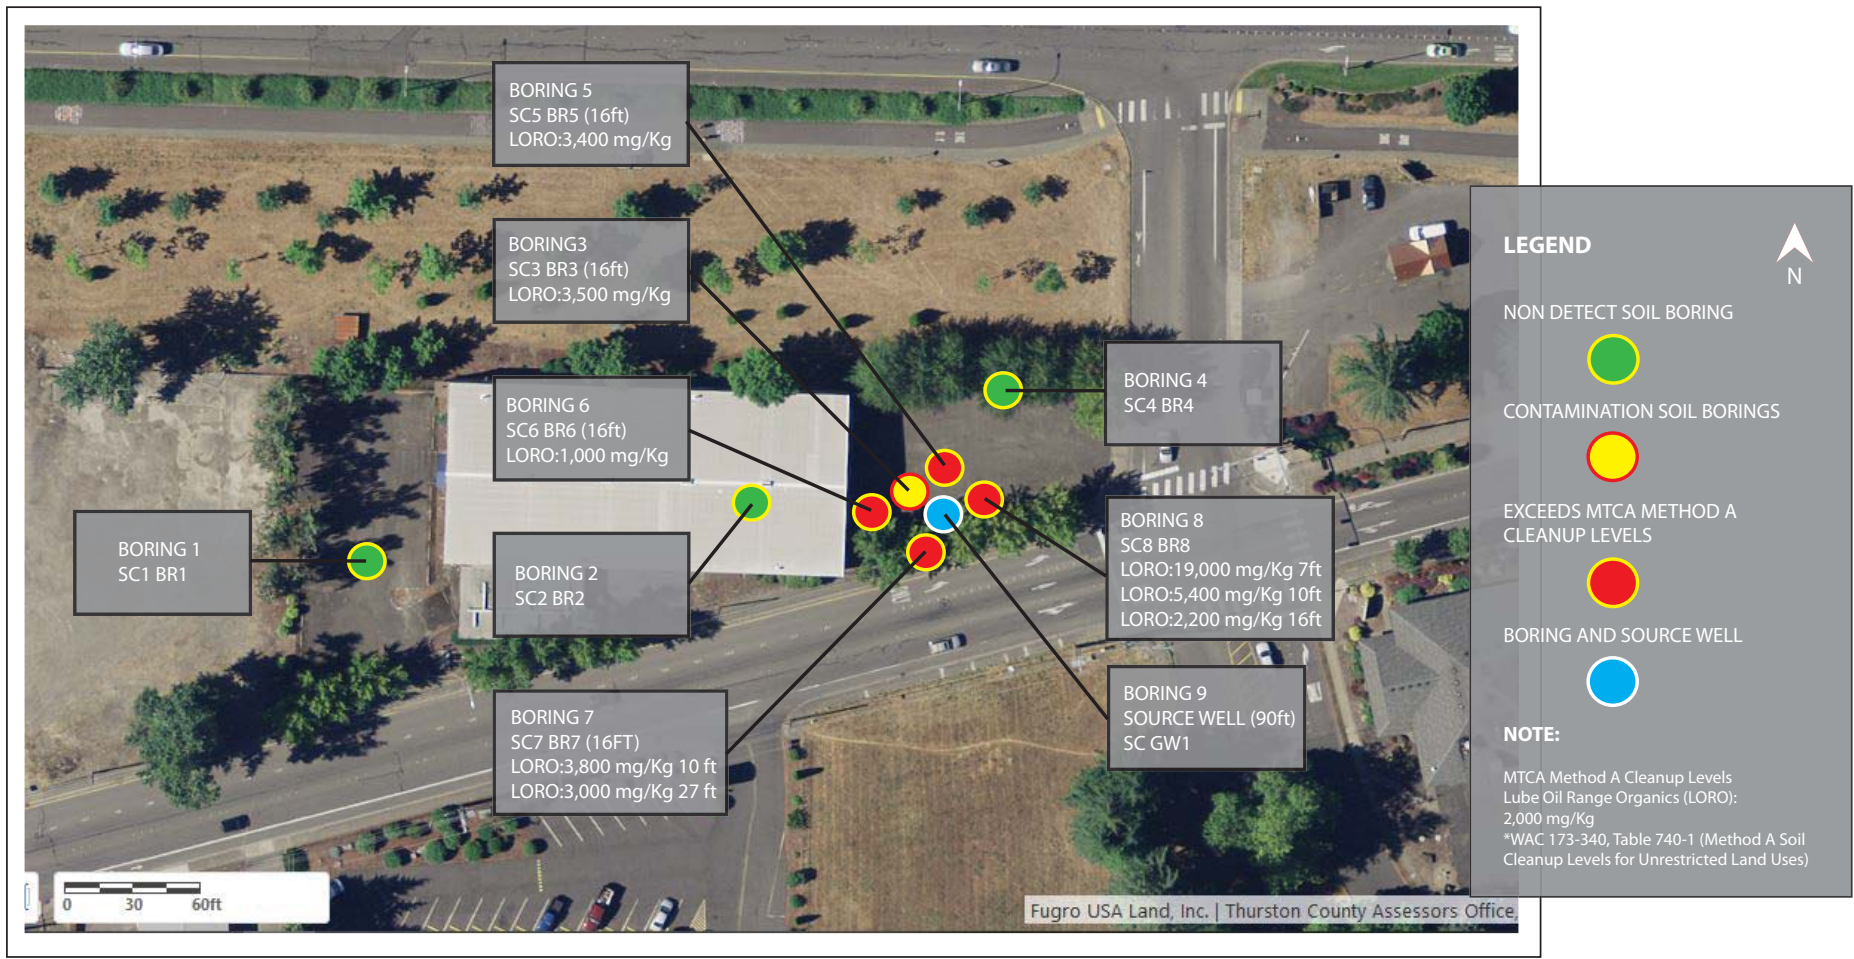 BORING 5
SC5 BR5 (16ft)
LORO:3,400 mg/Kg
BORING3
SC3 BR3 (16ft)
LORO:3,500 mg/Kg
BORING 6
SC6 BR6 (16ft)
LORO:1,000 mg/Kg
BORING 4
SC4 BR4
BORING 1
SC1 BR1
BORING 2
SC2 BR2
BORING 8
SC8 BR8
LORO:19,000 mg/Kg 7ft
LORO:5,400 mg/Kg 10ft
LORO:2,200 mg/Kg 16ft
BORING 7
SC7 BR7 (16FT)
LORO:3,800 mg/Kg 10 ft
LORO:3,000 mg/Kg 27 ft
BORING 9
SOURCE WELL (90ft)
SC GW1
0 30 60ft
Fugro USA Land, Inc. | Thurston County Assessors Office,
LEGEND
N
NON DETECT SOIL BORING
CONTAMINATION SOIL BORINGS
EXCEEDS MTCA METHOD A
CLEANUP LEVELS
BORING AND SOURCE WELL
NOTE:
MTCA Method A Cleanup Levels
Lube Oil Range Organics (LORO):
2,000 mg/Kg
*WAC 173-340, Table 740-1 (Method A Soil
Cleanup Levels for Unrestricted Land Uses)